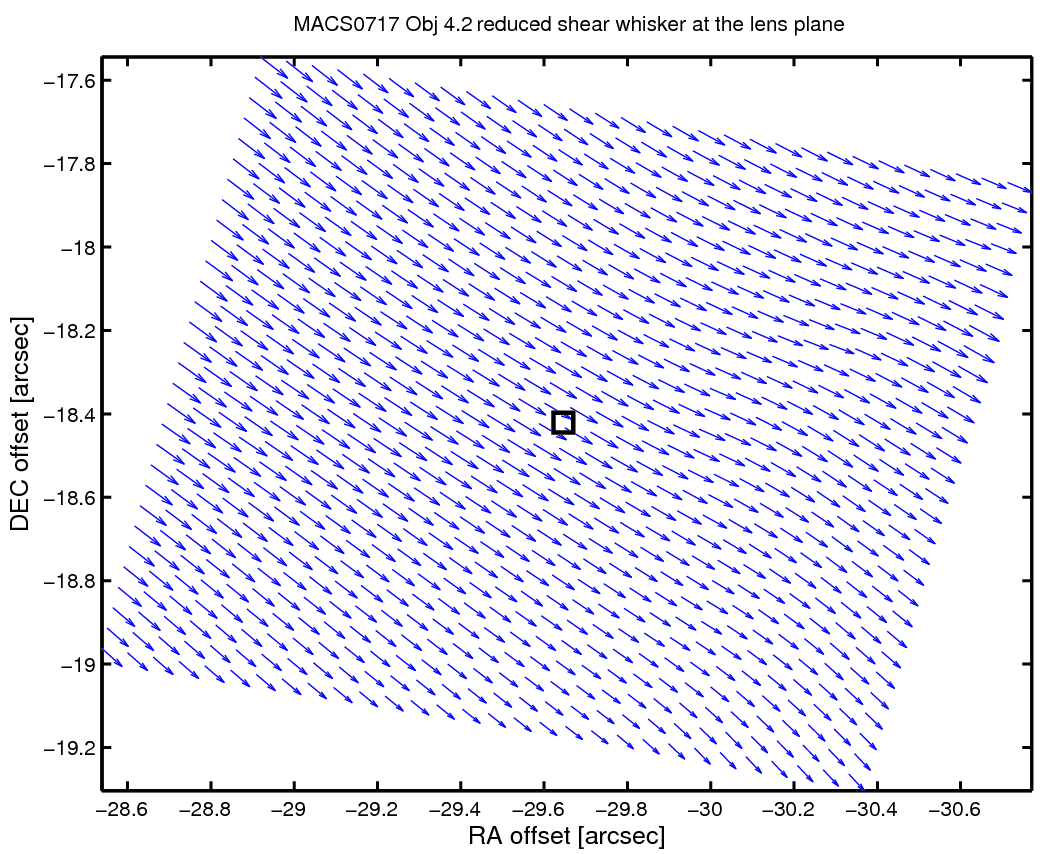 MACS0717 Obj 4.2 reduced shear whisker at the lens plane
−17.6
−17.8
−18
−18.2
−18.4
−18.6
−18.8
−19
−19.2
DEC offset [arcsec]
−28.6 −28.8 −29 −29.2 −29.4 −29.6 −29.8 −30 −30.2 −30.4 −30.6
RA offset [arcsec]